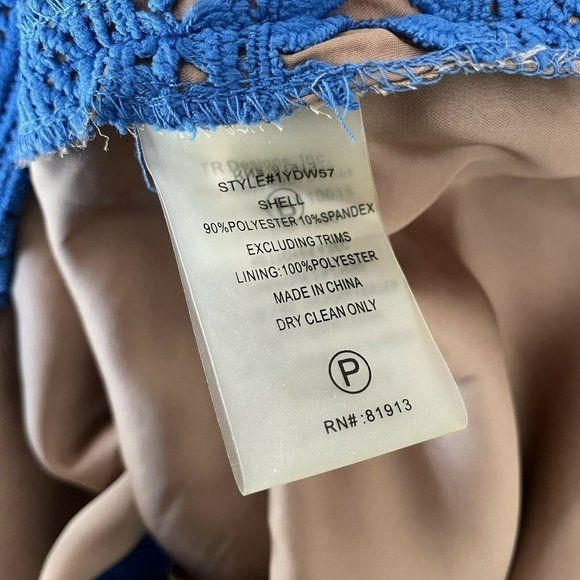 STYLE#1YDW57
SHELL
90%POLYESTER 10%SPANDEX
EXCLUDING TRIMS
LINING:100%POLYESTER
MADE IN CHINA
DRY CLEAN ONLY
P
RN#:81913